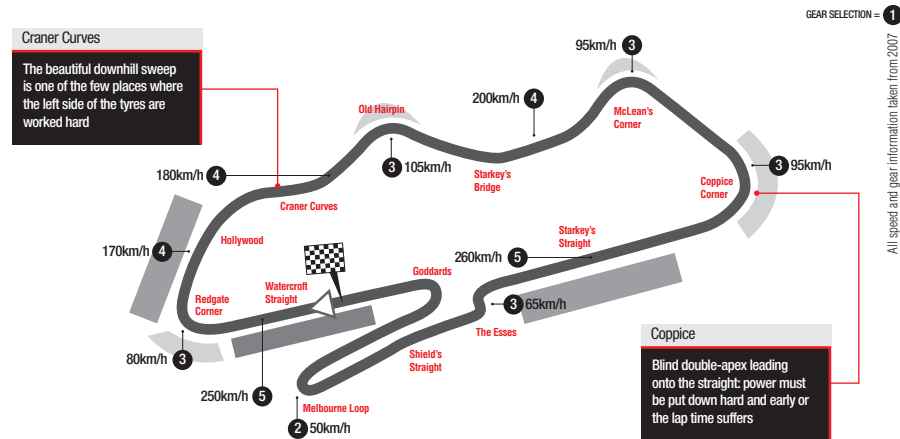 GEAR SELECTION = 1
All speed and gear information taken from 2007
Craner Curves
The beautiful downhill sweep
is one of the few places where
the left side of the tyres are
worked hard
95km/h 3
McLean's
Corner
200km/h 4
Old Hairpin
3 105km/h
Starkey's
Bridge
180km/h 4
Craner Curves
3 95km/h
Coppice
Corner
Hollywood
170km/h 4
Starkey's
Straight
260km/h 5
Goddards
Watercroft
Straight
Redgate
Corner
3 65km/h
The Esses
80km/h 3
Shield's
Straight
250km/h 5
Melbourne Loop
2 50km/h
Coppice
Blind double-apex leading
onto the straight: power must
be put down hard and early or
the lap time suffers